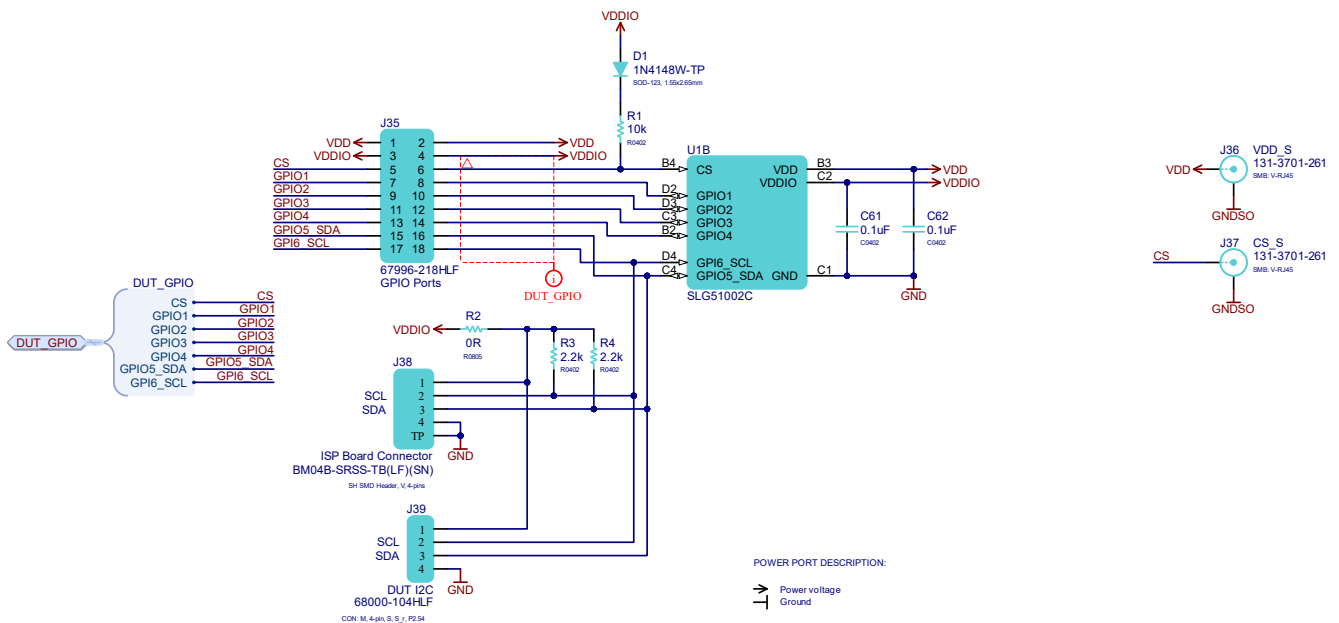 VDDIO
D1
1N4148W-TP
SOD-123, 1.55x2.65mm
R1
10k
R0402
J35
VDD 1 2 VDD
VDDIO 3 4 VDDIO
CS 5 6
GPIO1 7 8
GPIO2 9 10
GPIO3 11 12
GPIO4 13 14
GPIO5_SDA 15 16
GPI6_SCL 17 18
67996-218HLF
GPIO Ports
DUT_GPIO
U1B
B4 CS VDD B3 VDD
VDDIO C2 VDDIO
D2 GPIO1
D3 GPIO2
C3 GPIO3
B2 GPIO4
D4 GPI6_SCL
C4 GPIO5_SDA GND C1
SLG51002C
C61
0.1uF
C0402
C62
0.1uF
C0402
GND
J36 VDD_S
131-3701-261
SMB: V-RJ45
VDD
GNDSO
J37 CS_S
131-3701-261
SMB: V-RJ45
CS
GNDSO
DUT_GPIO
DUT_GPIO
CS CS
GPIO1 GPIO1
GPIO2 GPIO2
GPIO3 GPIO3
GPIO4 GPIO4
GPIO5_SDA GPIO5_SDA
GPI6_SCL GPI6_SCL
VDDIO
R2
0R
R0805
R3
2.2k
R0402
R4
2.2k
R0402
J38
1
SCL 2
SDA 3
4
TP
GND
ISP Board Connector
BM04B-SRSS-TB(LF)(SN)
SH SMD Header, V, 4-pins
J39
1
SCL 2
SDA 3
4
GND
DUT I2C
68000-104HLF
CON: M, 4-pin, S, S_r, P2.54
POWER PORT DESCRIPTION:
Power voltage
Ground